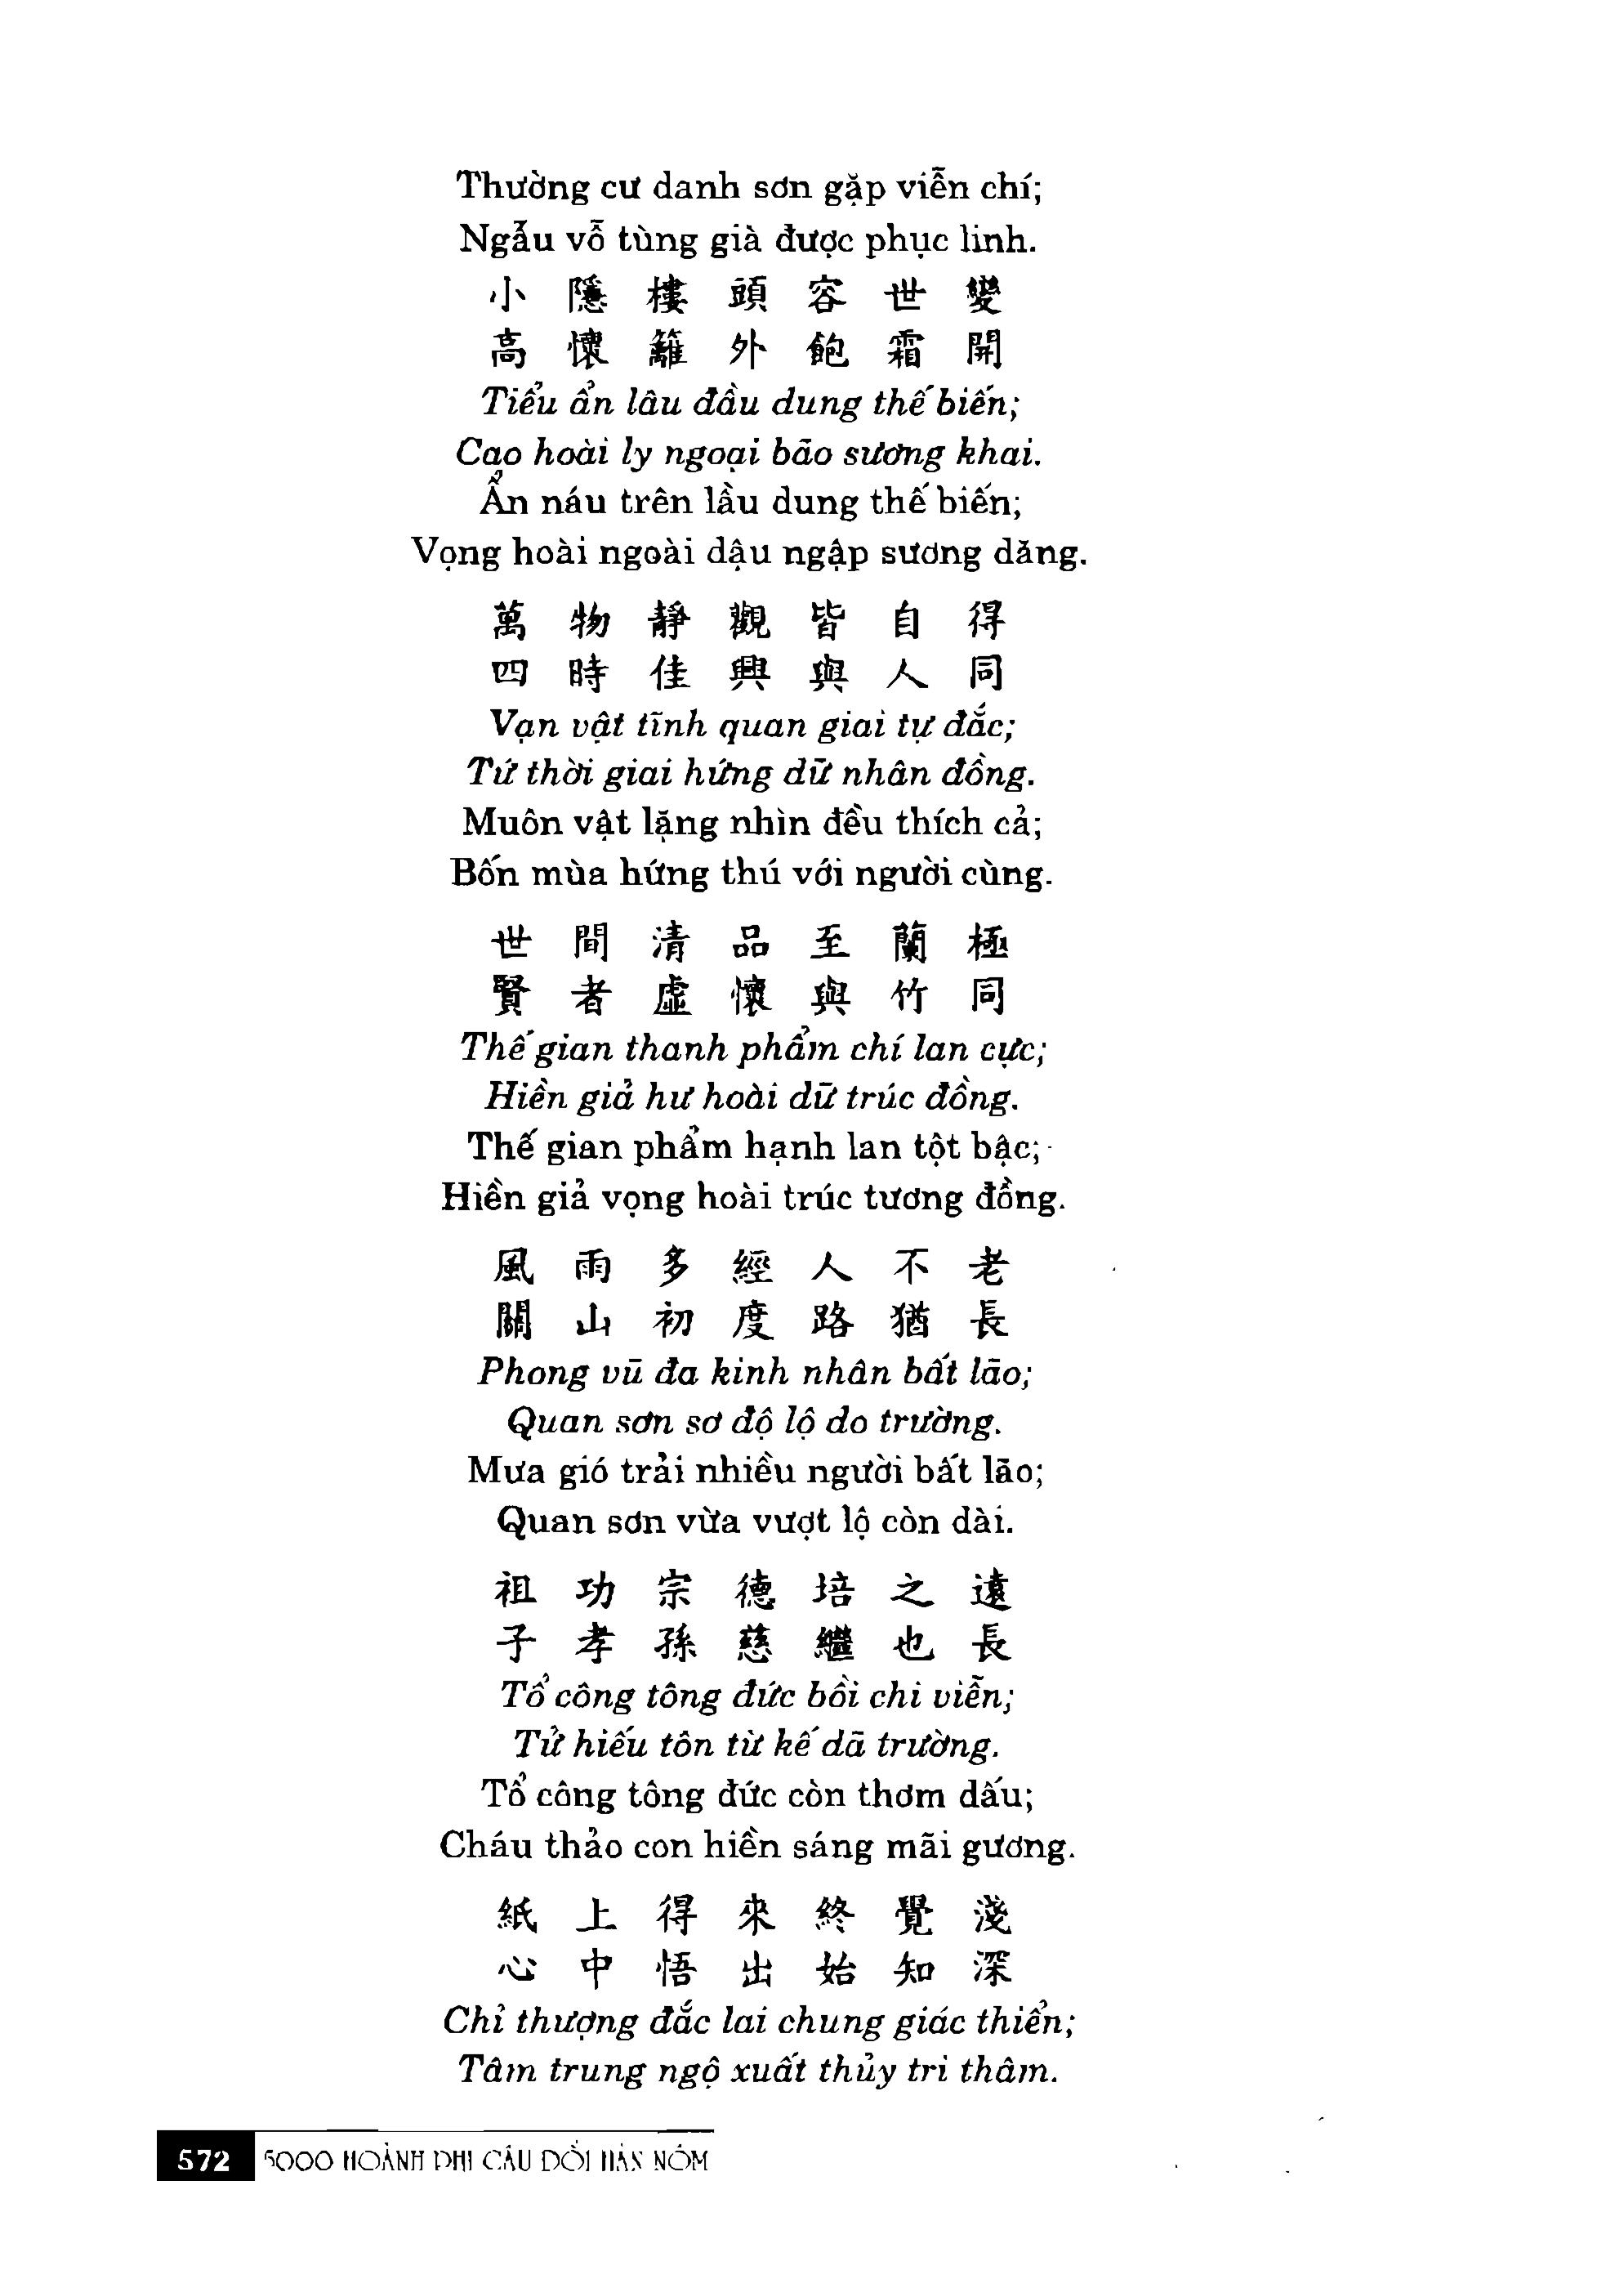 Thường cư danh sơn gặp viễn chí;
Ngẫu vỗ tùng già được phục linh.
小 隱 樓 頭 容 世 變
高 懷 籬 外 飽 霜 開
Tiểu ẩn lâu đầu dung thế biến;
Cao hoài ly ngoại bão sương khai.
Ẩn náu trên lầu dung thế biến;
Vọng hoài ngoài dậu ngập sương dăng.
萬 物 靜 觀 皆 自 得
四 時 佳 興 與 人 同
Vạn vật tĩnh quan giai tự đắc;
Tứ thời giai hứng dữ nhân đồng.
Muôn vật lặng nhìn đều thích cả;
Bốn mùa hứng thú với người cùng.
世 間 清 品 至 蘭 極
賢 者 虛 懷 與 竹 同
Thế gian thanh phẩm chí lan cực;
Hiền giả hư hoài dữ trúc đồng.
Thế gian phẩm hạnh lan tột bậc;
Hiền giả vọng hoài trúc tương đồng.
風 雨 多 經 人 不 老
關 山 初 度 路 猶 長
Phong vũ đa kinh nhân bất lão;
Quan sơn sơ độ lộ do trường.
Mưa gió trải nhiều người bất lão;
Quan sơn vừa vượt lộ còn dài.
祖 功 宗 德 培 之 遠
子 孝 孫 慈 繼 也 長
Tổ công tông đức bồi chi viễn;
Tử hiếu tôn từ kế dã trường.
Tổ công tông đức còn thơm dấu;
Cháu thảo con hiền sáng mãi gương.
紙 上 得 來 終 覺 淺
心 中 悟 出 始 知 深
Chỉ thượng đắc lai chung giác thiển;
Tâm trung ngộ xuất thủy tri thâm.
572 5000 HOÀNH PHI CÂU ĐỐI HÁN NÔM